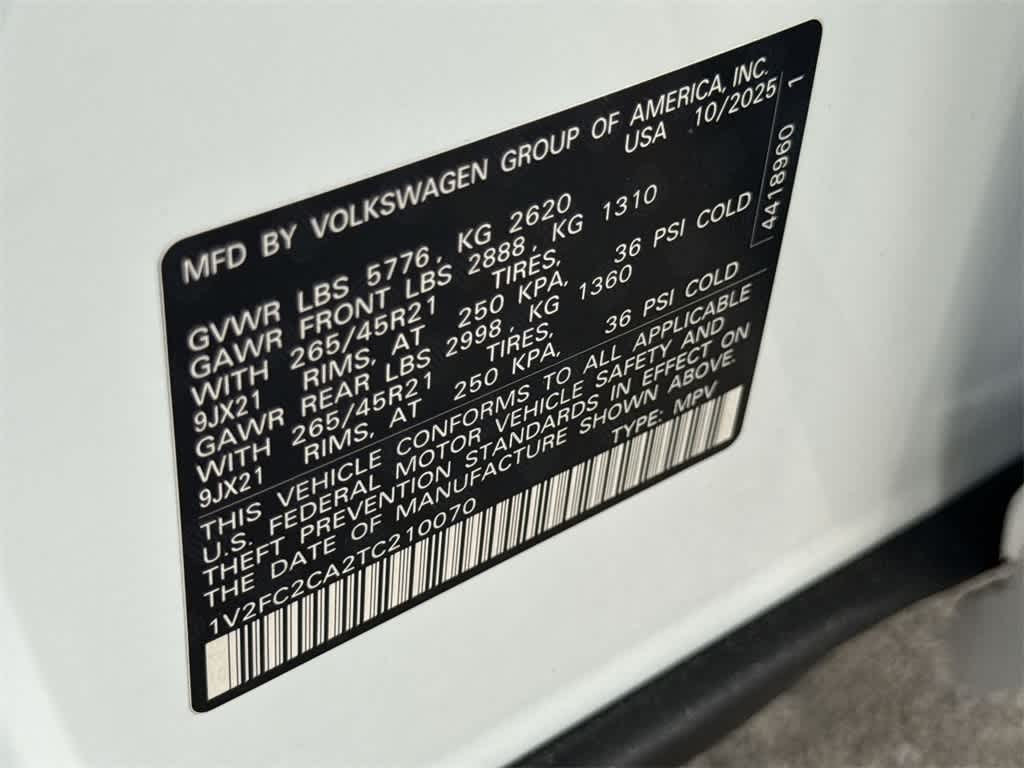 MFD BY VOLKSWAGEN GROUP OF AMERICA, INC.
USA 10/2025
GVWR LBS 5776, KG 2620
GAWR FRONT LBS 2888, KG 1310
WITH 265/45R21 TIRES,
9JX21 RIMS, AT 250 KPA, 36 PSI COLD
GAWR REAR LBS 2998, KG 1360
WITH 265/45R21 TIRES,
9JX21 RIMS, AT 250 KPA, 36 PSI COLD
THIS VEHICLE CONFORMS TO ALL APPLICABLE
U.S. FEDERAL MOTOR VEHICLE SAFETY AND
THEFT PREVENTION STANDARDS IN EFFECT ON
THE DATE OF MANUFACTURE SHOWN ABOVE.
1V2FC2CA2TC210070 TYPE: MPV
4418960 1